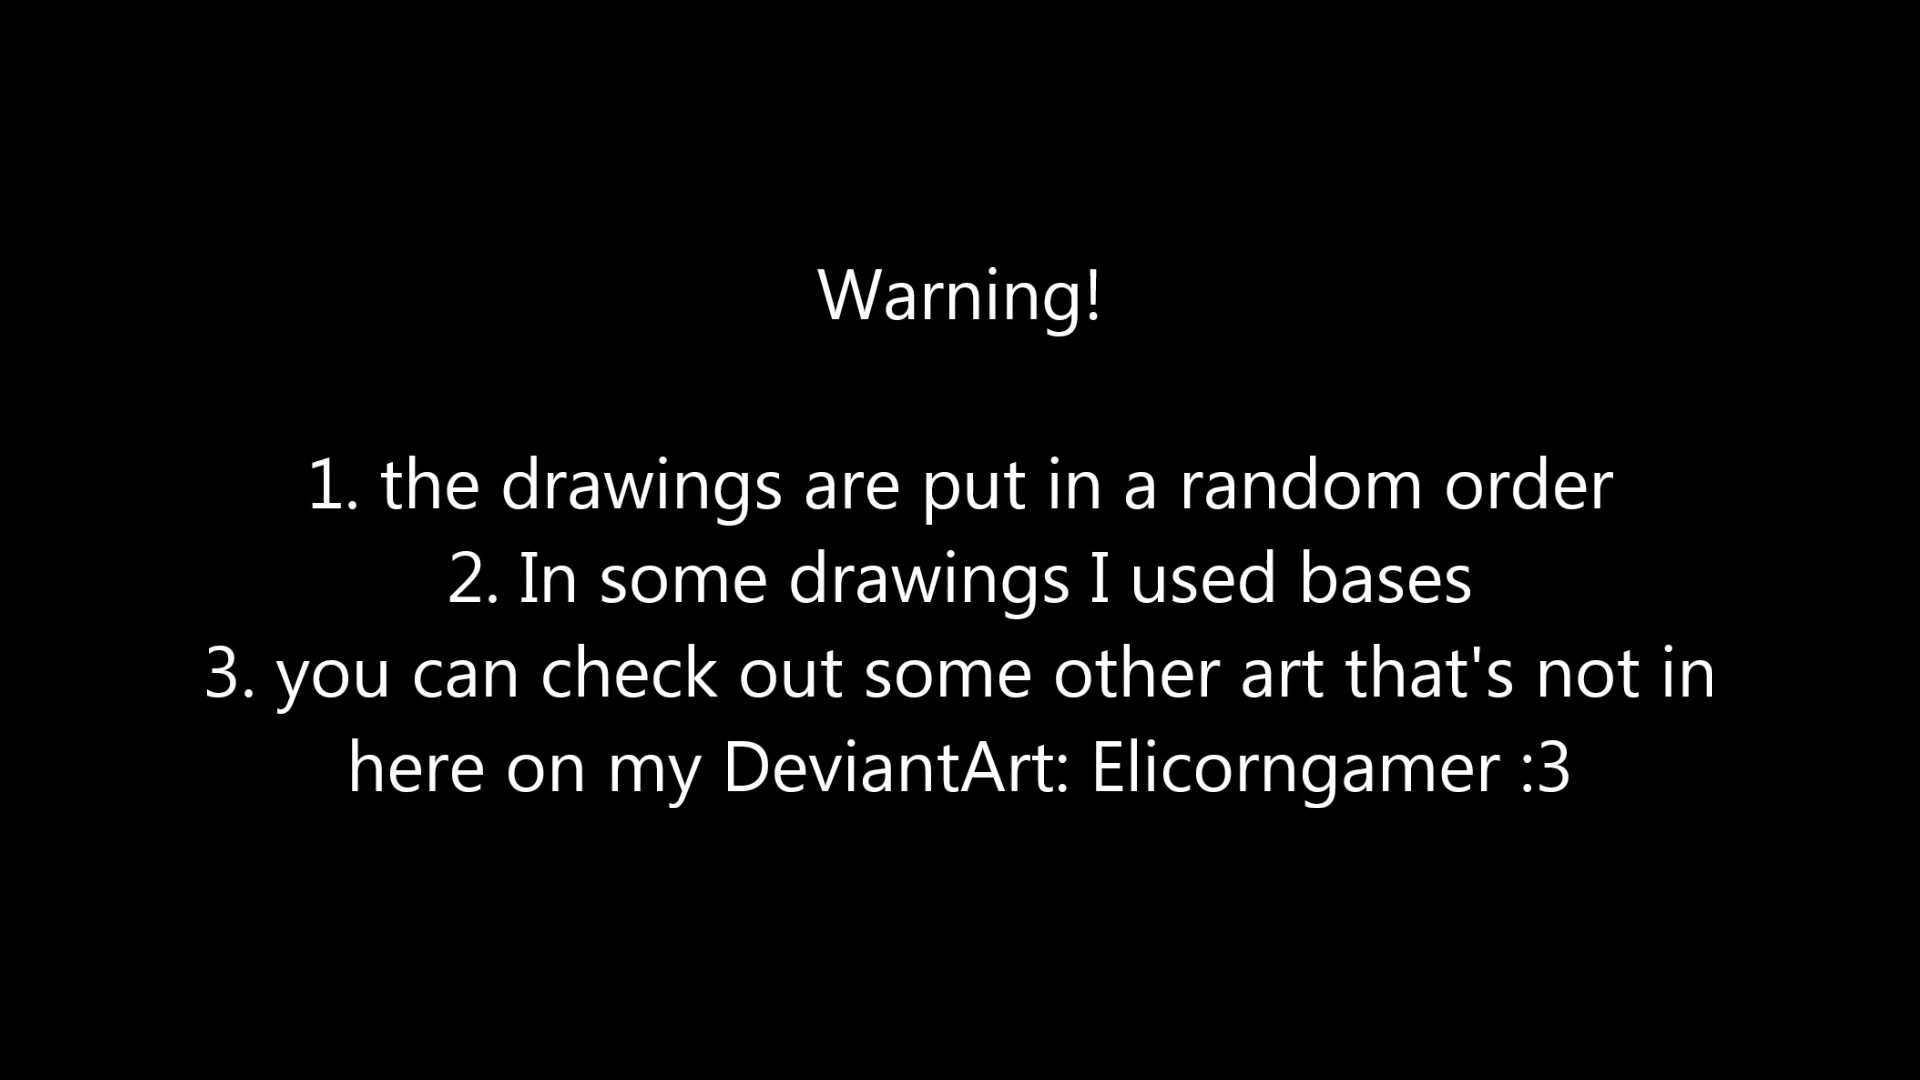 Warning!
1. the drawings are put in a random order
2. In some drawings I used bases
3. you can check out some other art that's not in
here on my DeviantArt: Elicorngamer :3